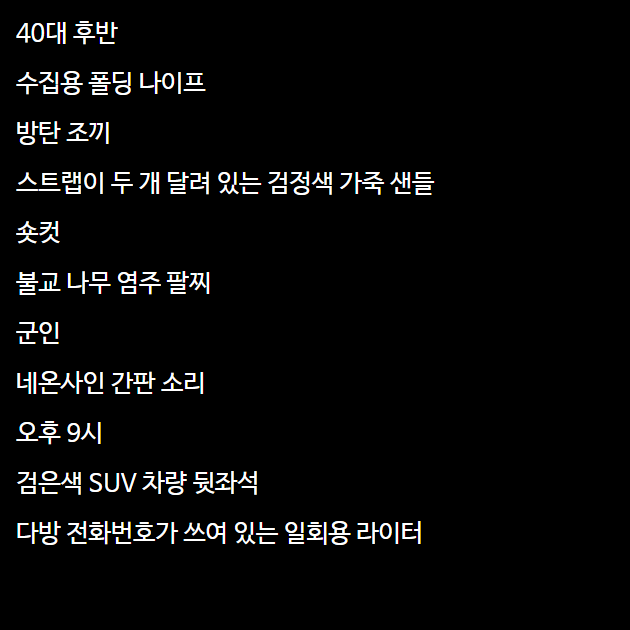 40대 후반
수집용 폴딩 나이프
방탄 조끼
스트랩이 두 개 달려 있는 검정색 가죽 샌들
숏컷
불교 나무 염주 팔찌
군인
네온사인 간판 소리
오후 9시
검은색 SUV 차량 뒷좌석
다방 전화번호가 쓰여 있는 일회용 라이터